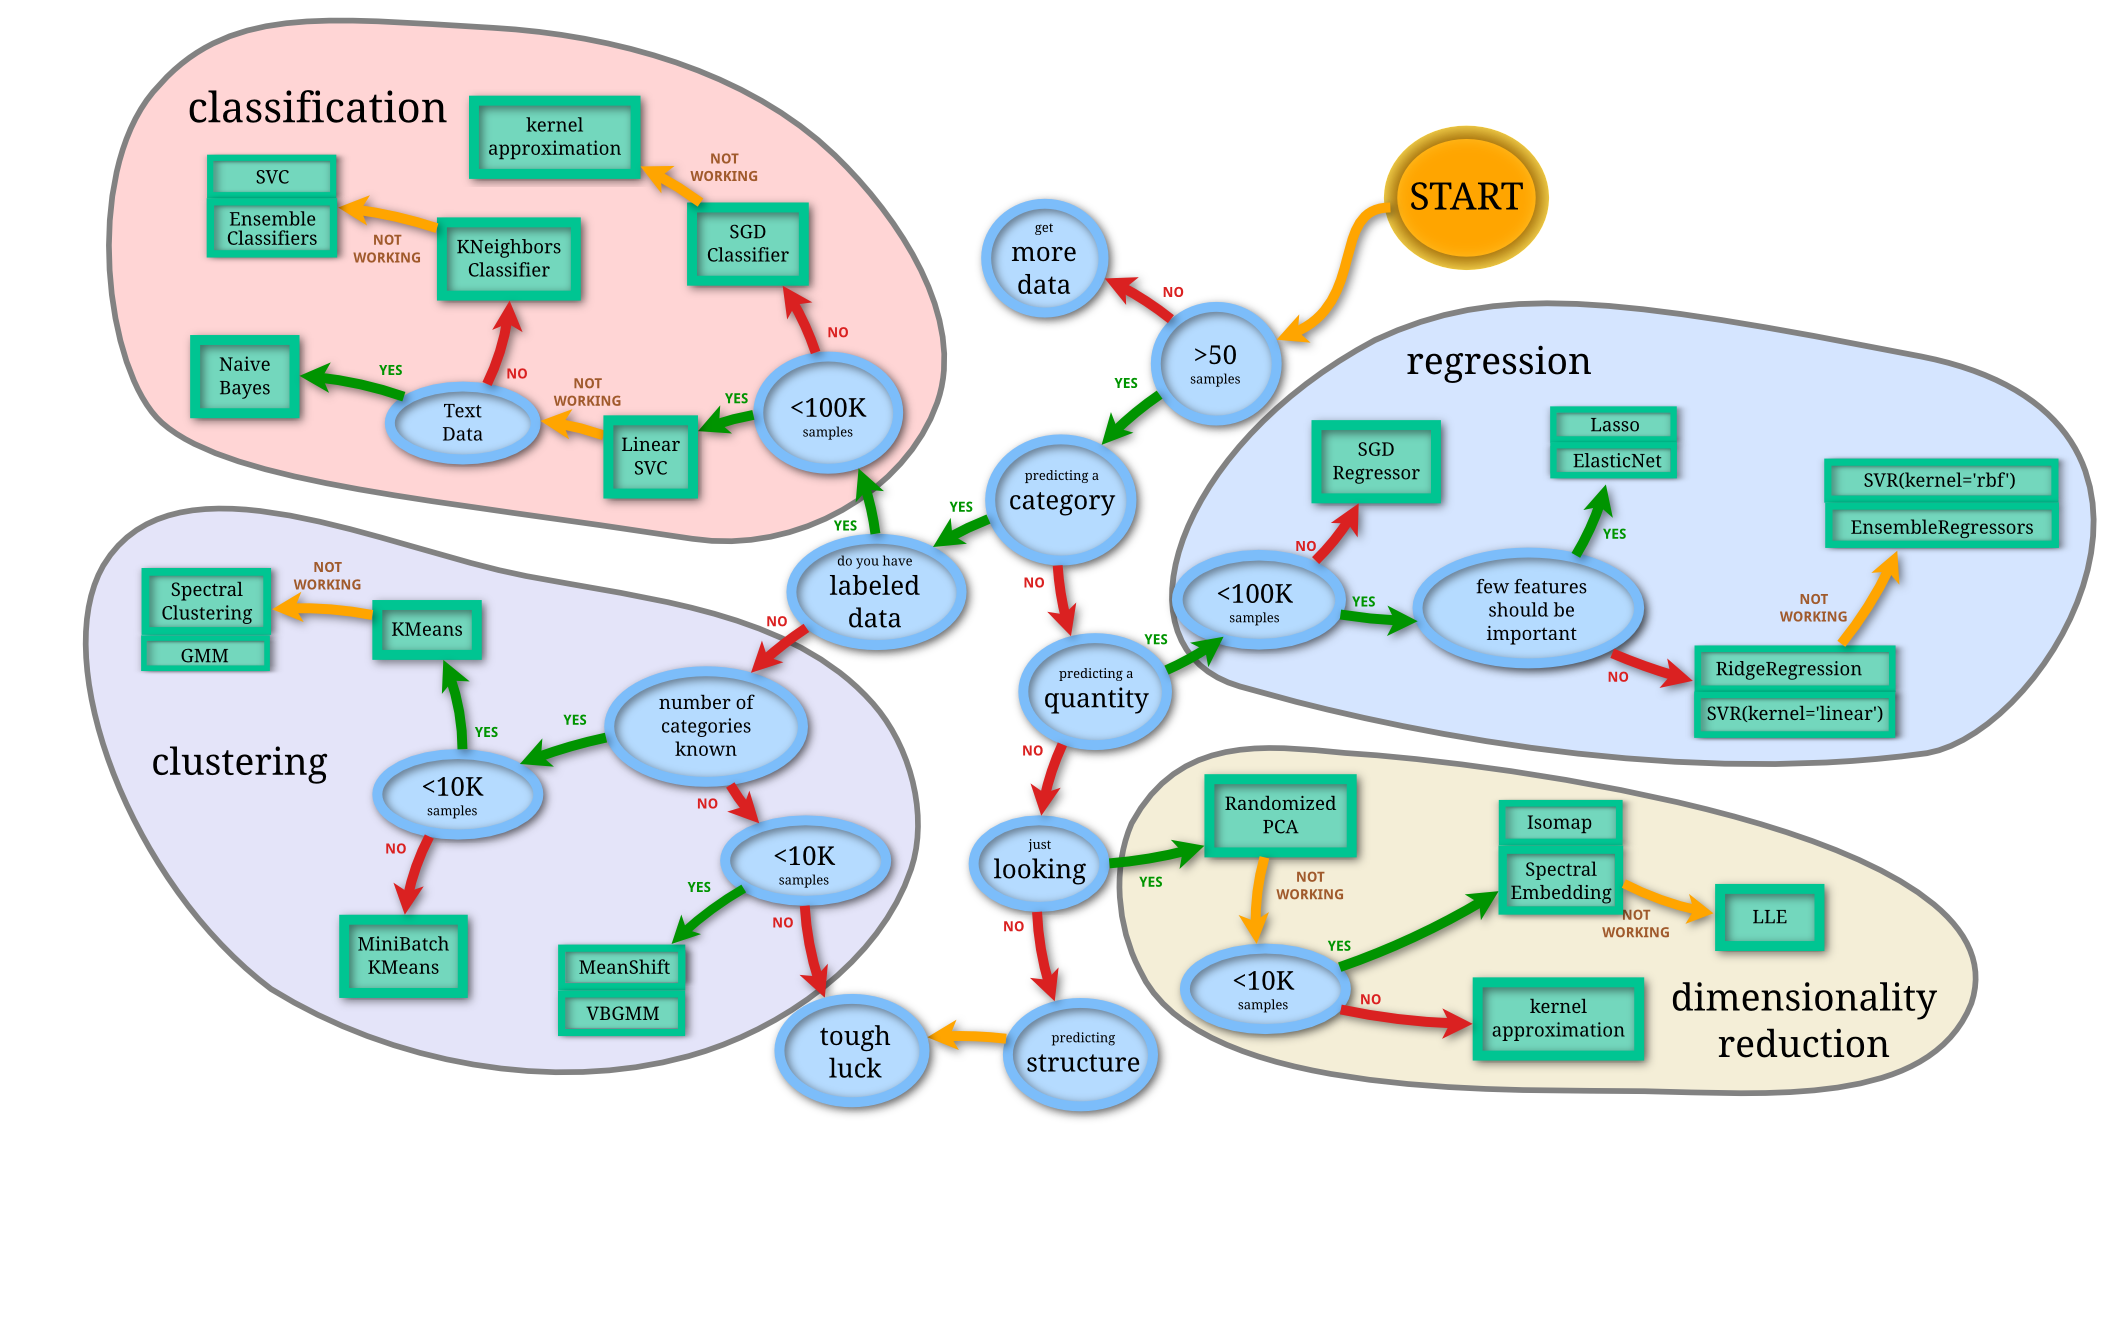 classification
kernel
approximation
NOT
WORKING
SVC
Ensemble
Classifiers
NOT
WORKING
KNeighbors
Classifier
SGD
Classifier
NO
Naive
Bayes
YES
NO
Text
Data
NOT
WORKING
Linear
SVC
YES
<100K
samples
YES
START
get
more
data
NO
>50
samples
YES
predicting a
category
YES
NO
do you have
labeled
data
NO
predicting a
quantity
YES
NO
just
looking
YES
NO
predicting
structure
tough
luck
regression
SGD
Regressor
NO
<100K
samples
YES
Lasso
ElasticNet
YES
few features
should be
important
NO
SVR(kernel='rbf')
EnsembleRegressors
NOT
WORKING
RidgeRegression
SVR(kernel='linear')
clustering
Spectral
Clustering
GMM
NOT
WORKING
KMeans
YES
<10K
samples
YES
number of
categories
known
NO
NO
MiniBatch
KMeans
<10K
samples
YES
NO
MeanShift
VBGMM
Randomized
PCA
NOT
WORKING
<10K
samples
YES
NO
Isomap
Spectral
Embedding
NOT
WORKING
LLE
kernel
approximation
dimensionality
reduction